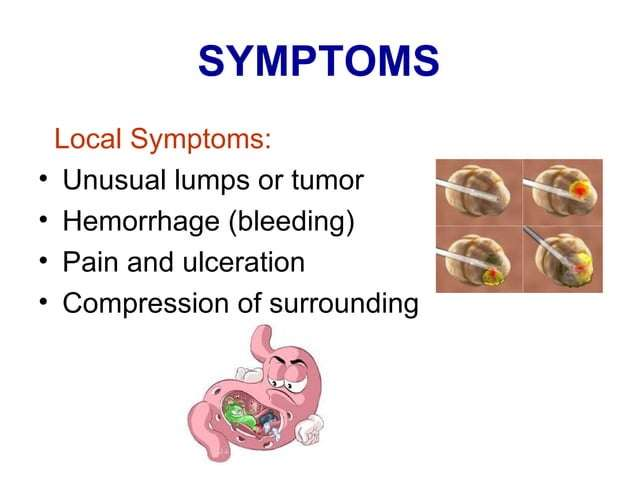 SYMPTOMS
Local Symptoms:
• Unusual lumps or tumor
• Hemorrhage (bleeding)
• Pain and ulceration
• Compression of surrounding